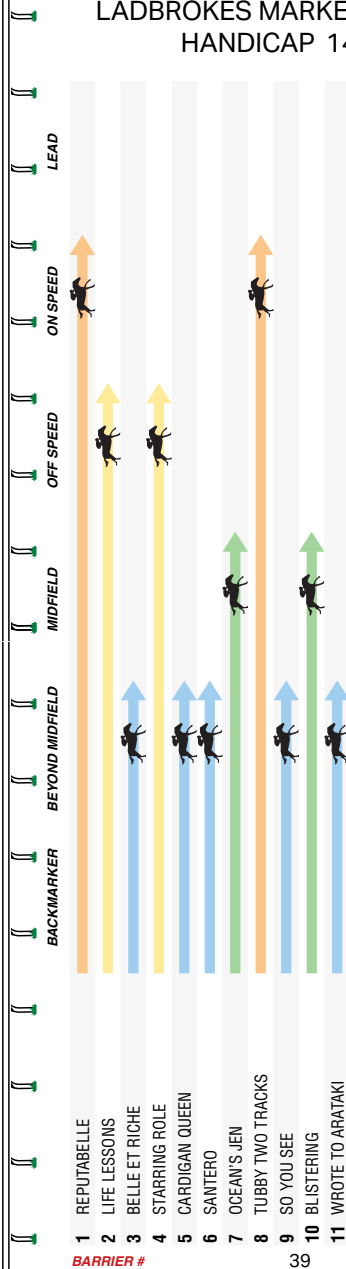 LADBROKES MARKE
HANDICAP 14
LEAD
ON SPEED
OFF SPEED
MIDFIELD
BEYOND MIDFIELD
BACKMARKER
1 REPUTABELLE
2 LIFE LESSONS
3 BELLE ET RICHE
4 STARRING ROLE
5 CARDIGAN QUEEN
6 SANTERO
7 OCEAN'S JEN
8 TUBBY TWO TRACKS
9 SO YOU SEE
10 BLISTERING
11 WROTE TO ARATAKI
BARRIER #
39